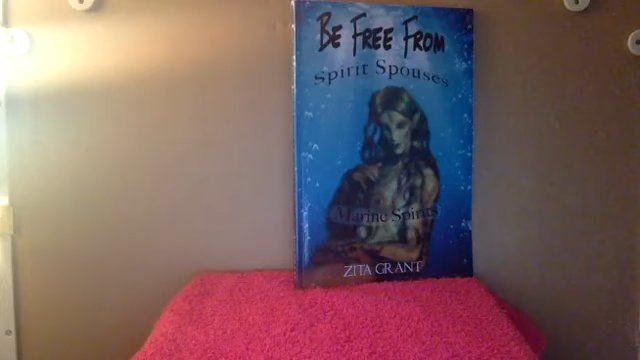 Be Free From
Spirit Spouses
Marine Spirits
ZITA GRANT